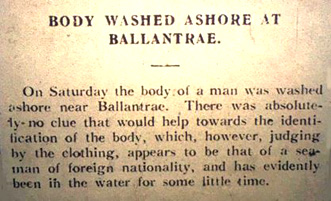 BODY WASHED ASHORE AT
BALLANTRAE.
On Saturday the body of a man was washed
ashore near Ballantrae. There was absolute-
ly no clue that would help towards the identi-
fication of the body, which, however, judging
by the clothing, appears to be that of a sea-
man of foreign nationality, and has evidently
been in the water for some little time.